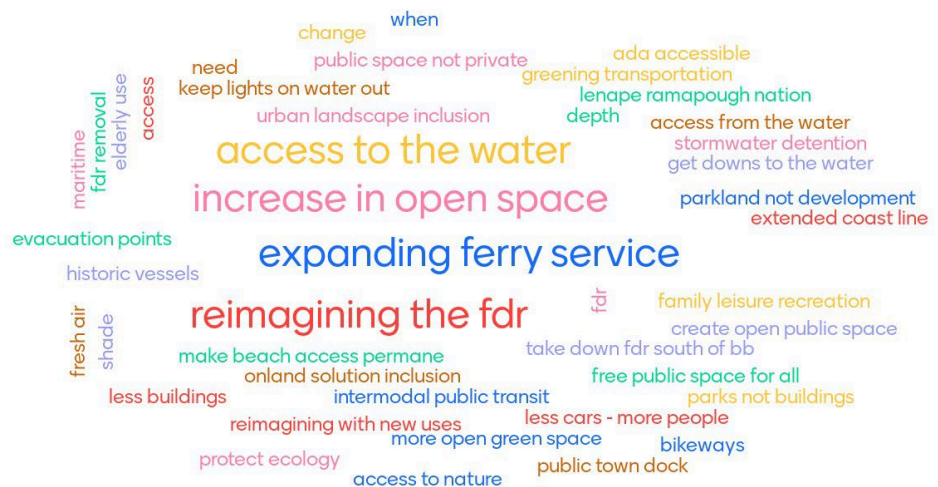 when
change
public space not private
ada accessible
need
greening transportation
keep lights on water out
lenape ramapough nation
urban landscape inclusion
depth
access from the water
maritime
fdr removal
elderly use
access
access to the water
stormwater detention
get downs to the water
increase in open space
parkland not development
extended coast line
evacuation points
expanding ferry service
historic vessels
reimagining the fdr
fdr
family leisure recreation
fresh air
shade
create open public space
make beach access permane
take down fdr south of bb
onland solution inclusion
free public space for all
less buildings
intermodal public transit
parks not buildings
reimagining with new uses
less cars - more people
more open green space
bikeways
protect ecology
public town dock
access to nature